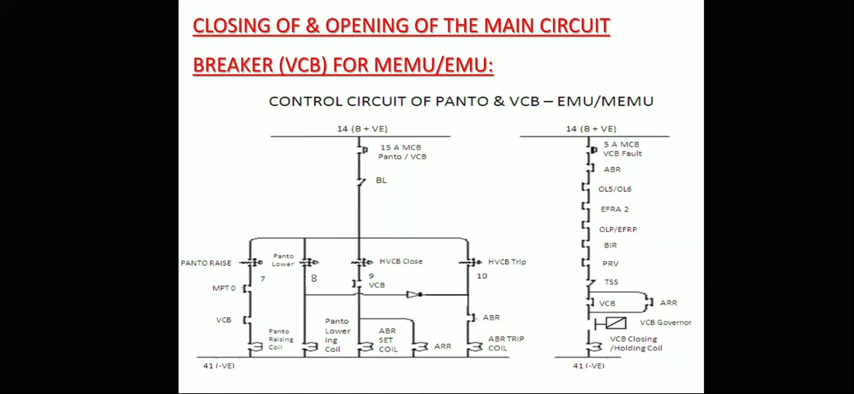 CLOSING OF & OPENING OF THE MAIN CIRCUIT
BREAKER (VCB) FOR MEMU/EMU:
CONTROL CIRCUIT OF PANTO & VCB – EMU/MEMU
14 (B + VE)
15 A MCB
Panto / VCB
BL
PANTO RAISE
7
Panto
Lower
8
HVCB Close
9
VCB
HVCB Trip
10
MPT 0
VCB
ABR
Panto
Raising
Coil
Panto
Lower
ing
Coil
ABR
SET
COIL
ARR
ABR TRIP
COIL
41 (-VE)
14 (B + VE)
5 A MCB
VCB Fault
ABR
OL5/OL6
EFRA 2
OLP/EFRP
BIR
PRV
TSS
VCB
ARR
VCB Governor
VCB Closing
/Holding Coil
41 (-VE)